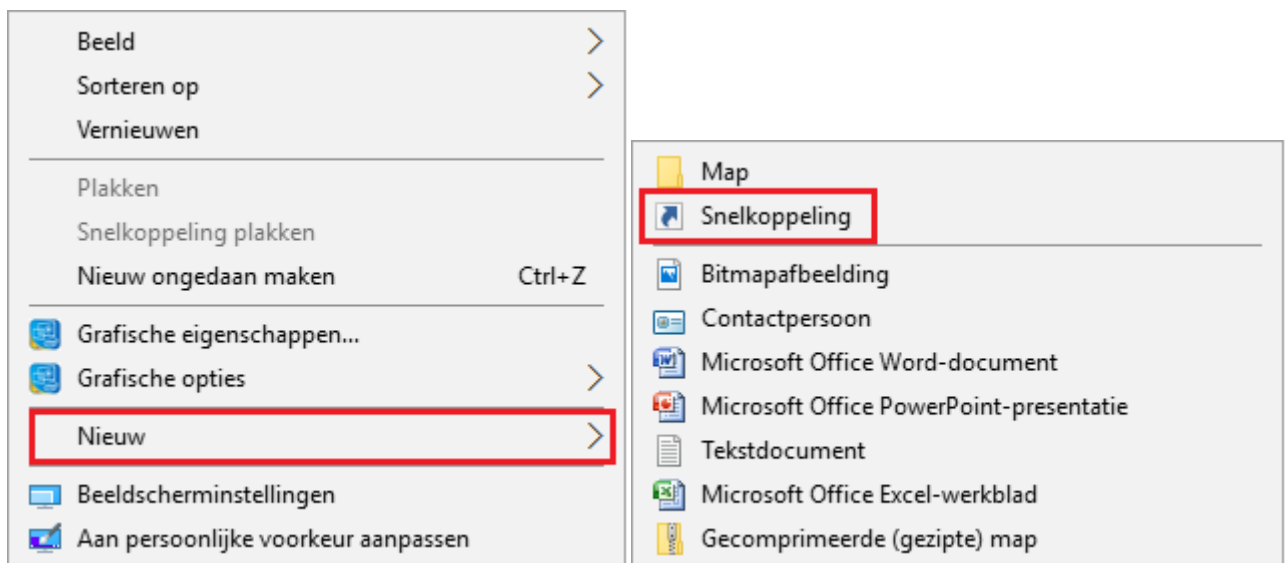 Beeld
Sorteren op
Vernieuwen
Plakken
Snelkoppeling plakken
Nieuw ongedaan maken Ctrl+Z
Grafische eigenschappen...
Grafische opties
Nieuw
Beeldscherminstellingen
Aan persoonlijke voorkeur aanpassen
Map
Snelkoppeling
Bitmapafbeelding
Contactpersoon
Microsoft Office Word-document
Microsoft Office PowerPoint-presentatie
Tekstdocument
Microsoft Office Excel-werkblad
Gecomprimeerde (gezipte) map